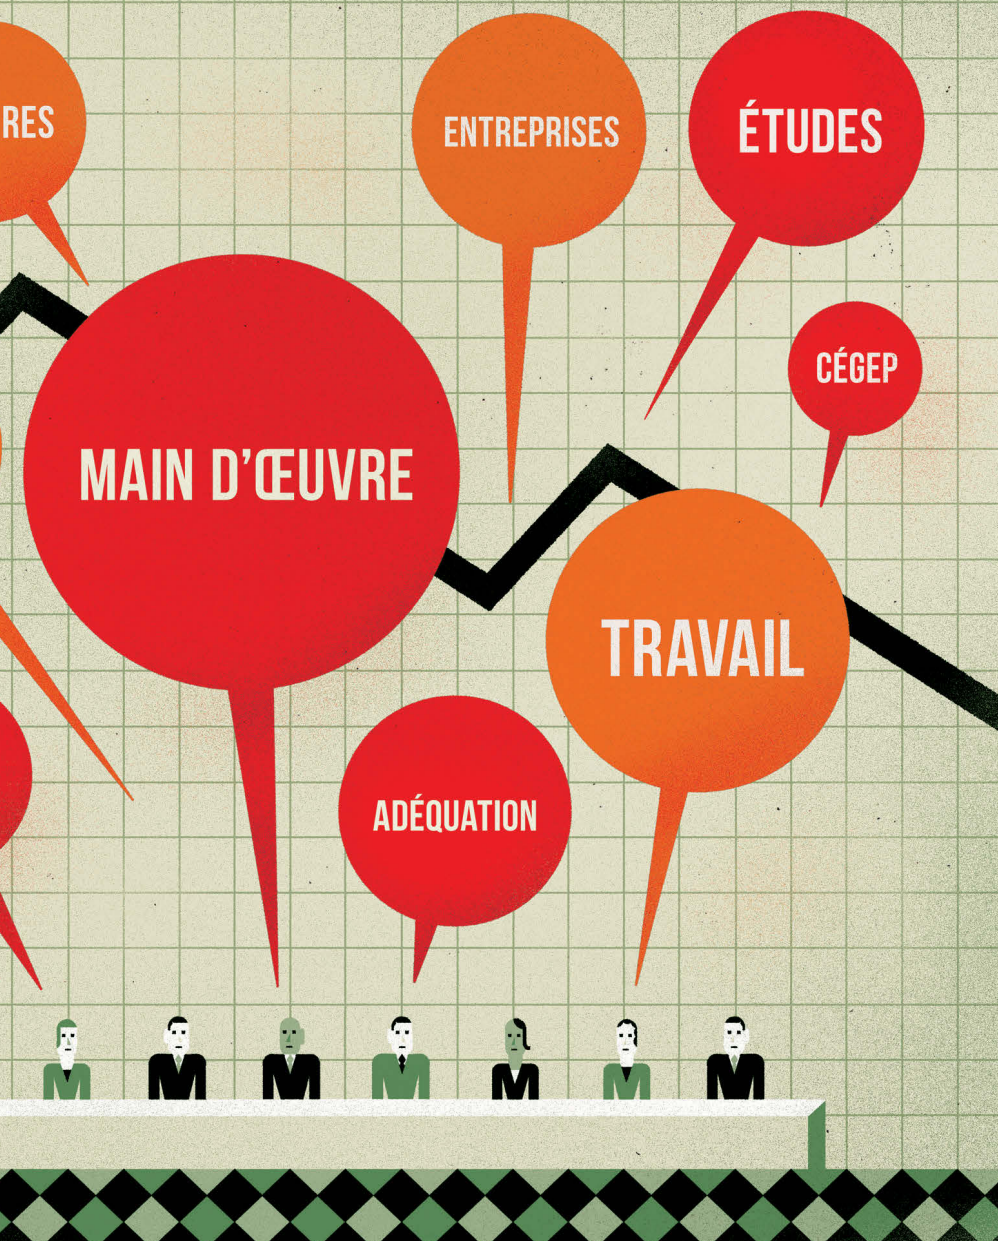 RES
ENTREPRISES
ÉTUDES
CÉGEP
MAIN D'ŒUVRE
TRAVAIL
ADÉQUATION